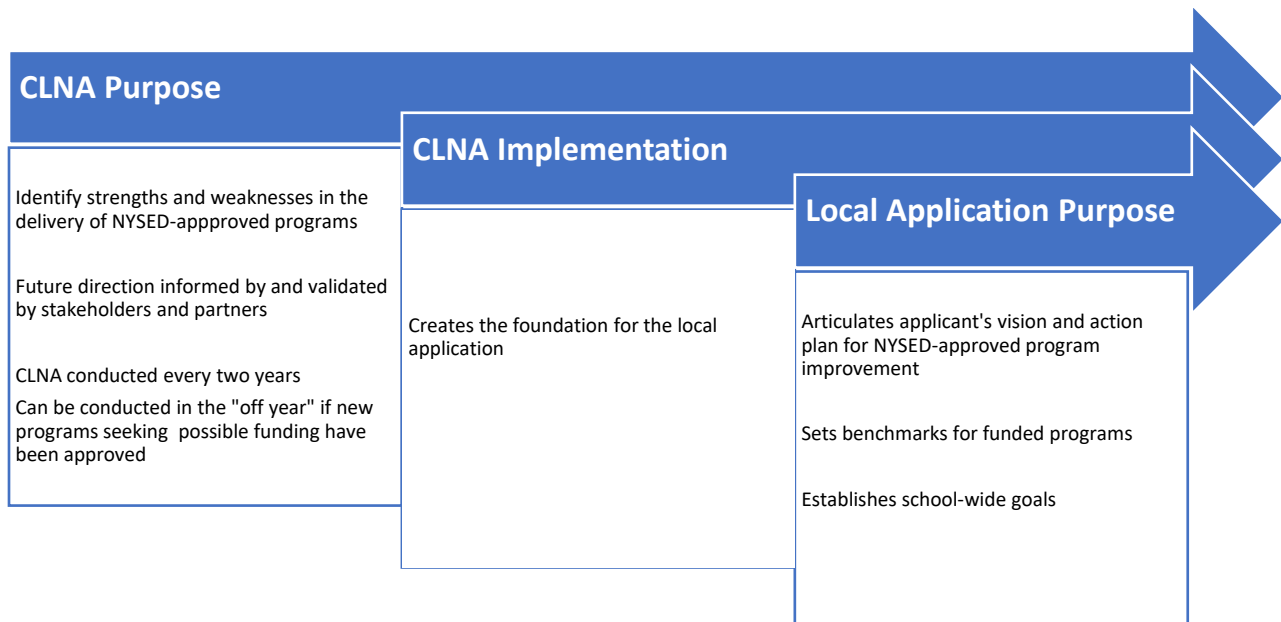 CLNA Purpose
Identify strengths and weaknesses in the
delivery of NYSED-appproved programs
Future direction informed by and validated
by stakeholders and partners
CLNA conducted every two years
Can be conducted in the "off year" if new
programs seeking  possible funding have
been approved
CLNA Implementation
Creates the foundation for the local
application
Local Application Purpose
Articulates applicant's vision and action
plan for NYSED-approved program
improvement
Sets benchmarks for funded programs
Establishes school-wide goals